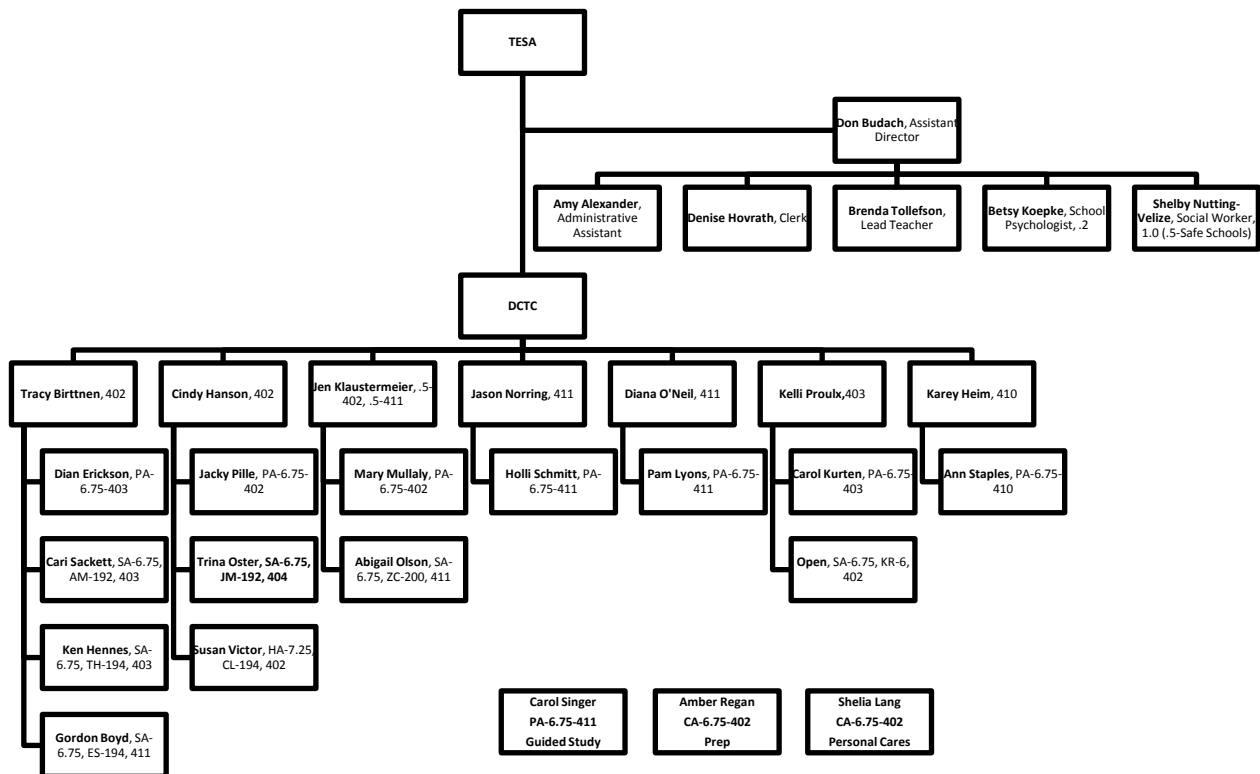 TESA
Don Budach, Assistant
Director
Amy Alexander,
Administrative
Assistant
Denise Hovrath, Clerk
Brenda Tollefson,
Lead Teacher
Betsy Koepke, School
Psychologist, .2
Shelby Nutting-
Velize, Social Worker,
1.0 (.5-Safe Schools)
DCTC
Tracy Birttnen, 402
Cindy Hanson, 402
Jen Klaustermeier, .5-
402, .5-411
Jason Norring, 411
Diana O'Neil, 411
Kelli Proulx,403
Karey Heim, 410
Dian Erickson, PA-
6.75-403
Jacky Pille, PA-6.75-
402
Mary Mullaly, PA-
6.75-402
Holli Schmitt, PA-
6.75-411
Pam Lyons, PA-6.75-
411
Carol Kurten, PA-6.75-
403
Ann Staples, PA-6.75-
410
Cari Sackett, SA-6.75,
AM-192, 403
Trina Oster, SA-6.75,
JM-192, 404
Abigail Olson, SA-
6.75, ZC-200, 411
Open, SA-6.75, KR-6,
402
Ken Hennes, SA-
6.75, TH-194, 403
Susan Victor, HA-7.25,
CL-194, 402
Gordon Boyd, SA-
6.75, ES-194, 411
Carol Singer
PA-6.75-411
Guided Study
Amber Regan
CA-6.75-402
Prep
Shelia Lang
CA-6.75-402
Personal Cares